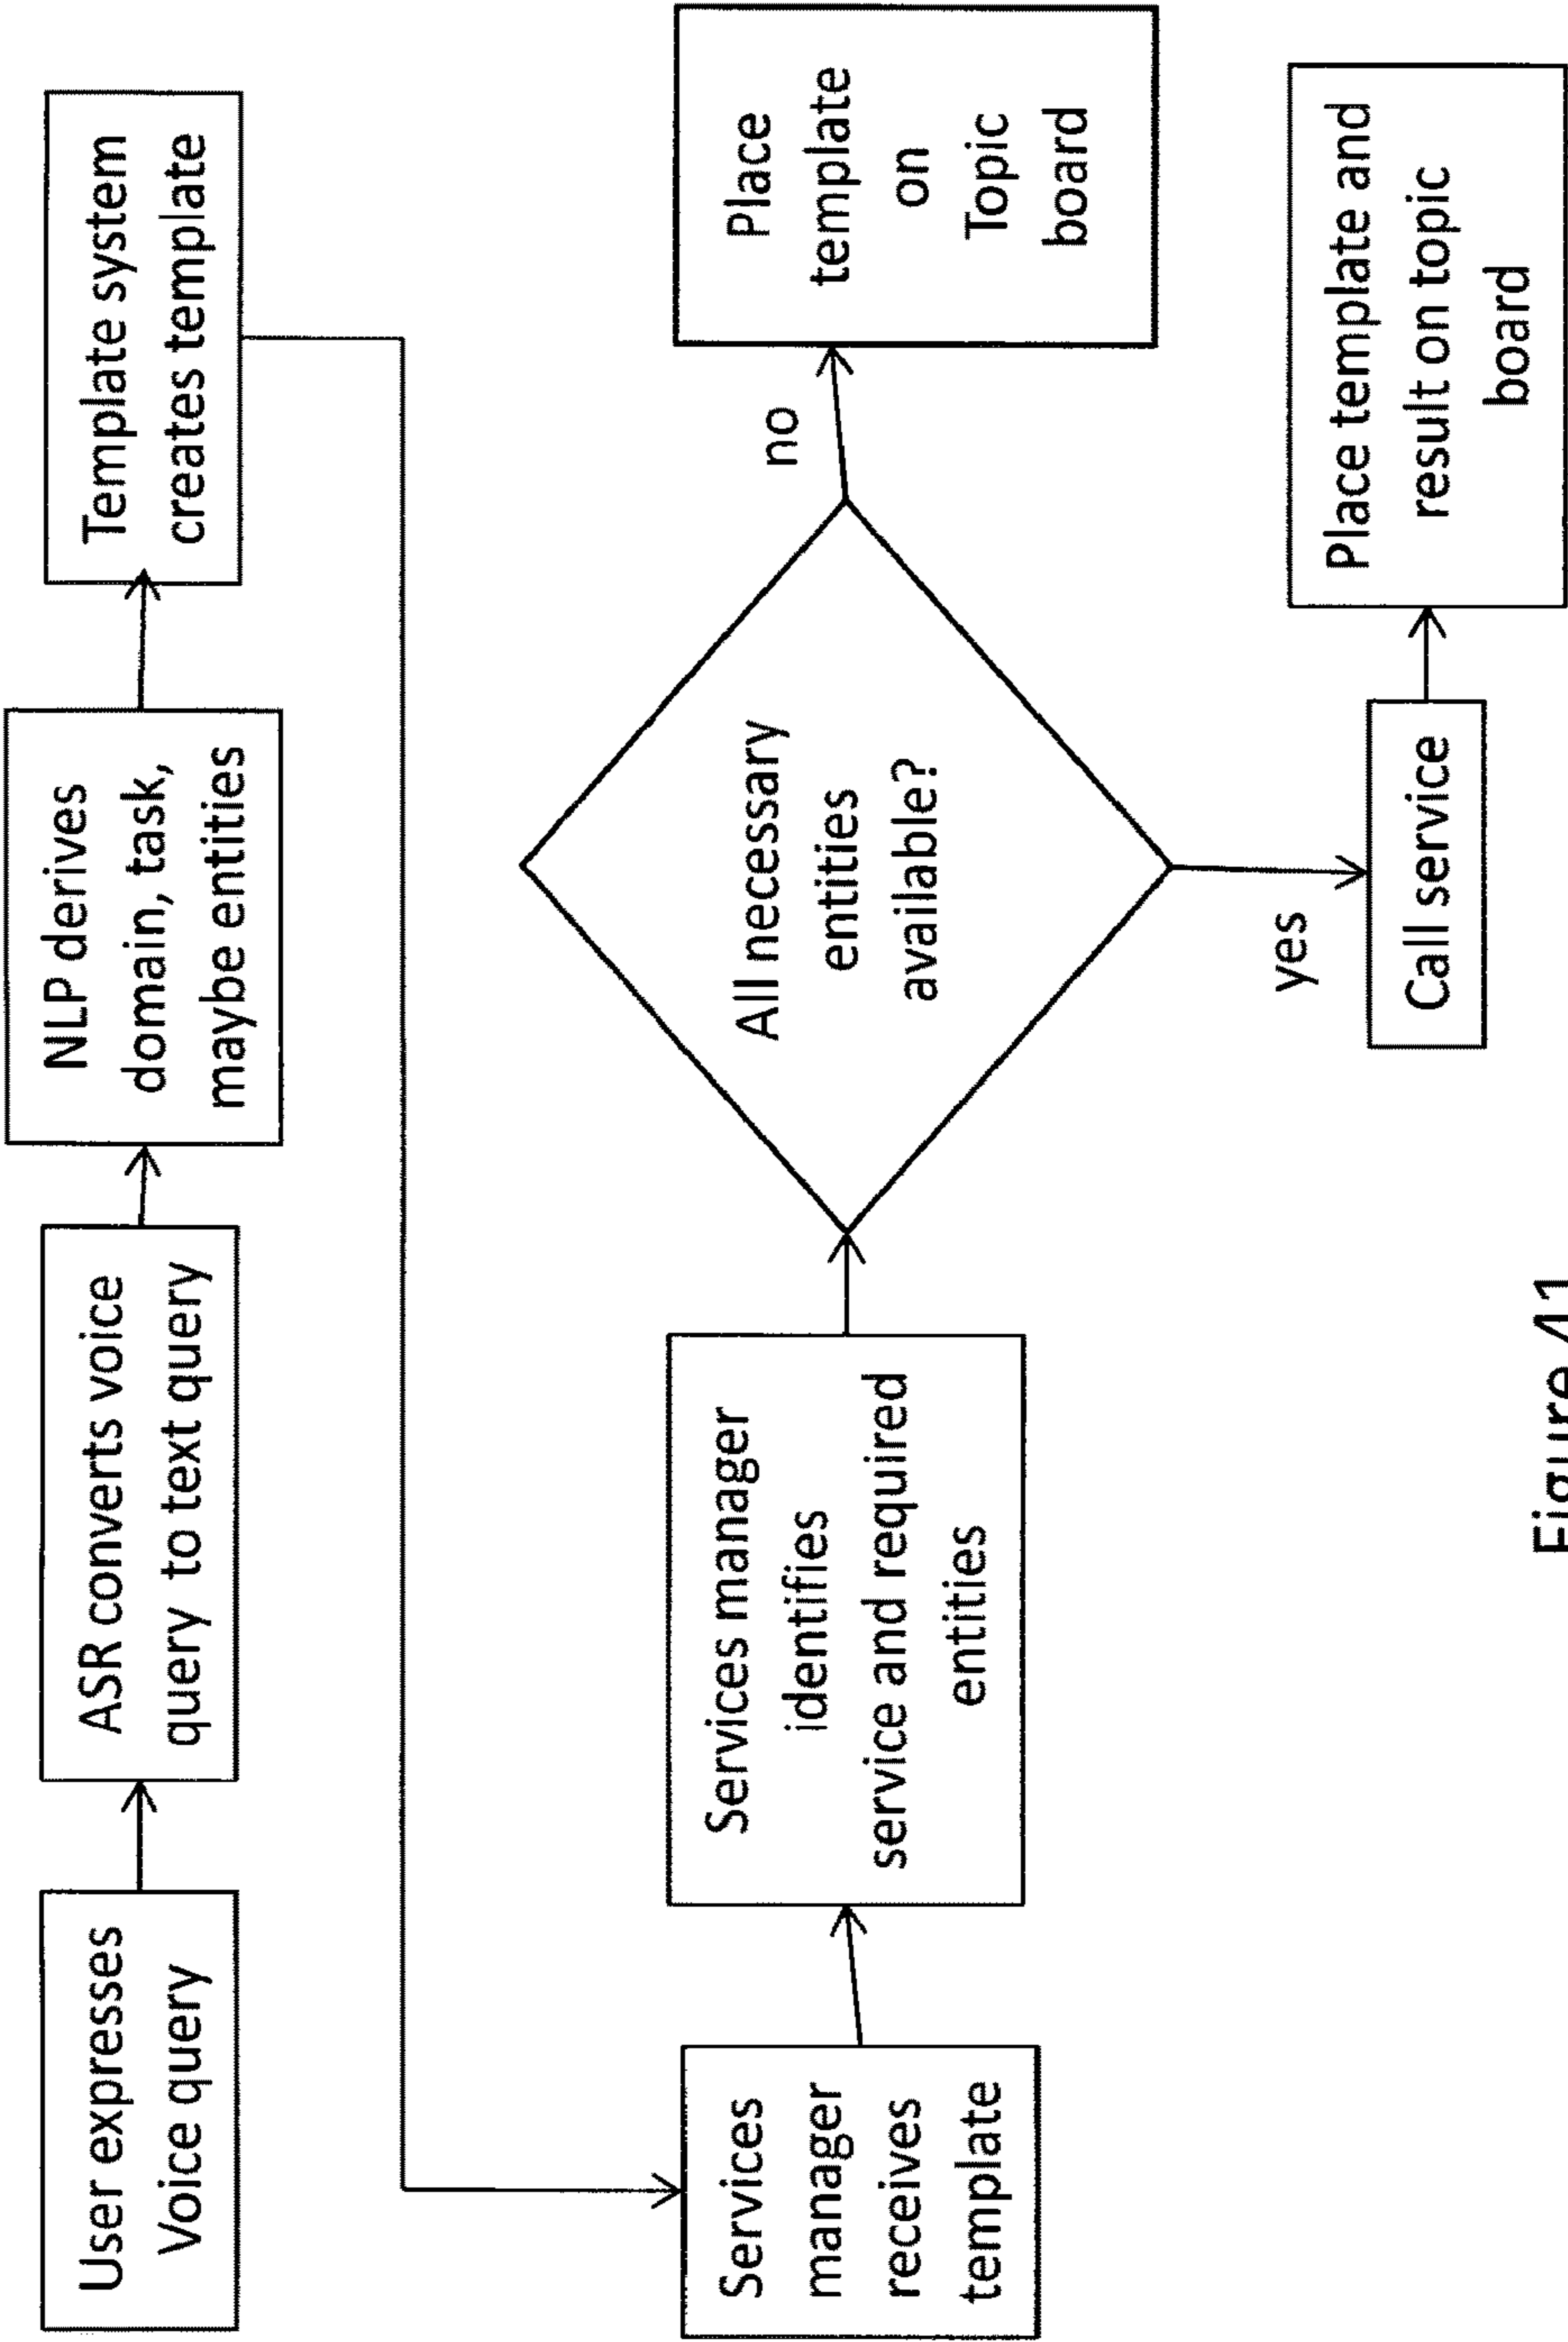 User expresses
Voice query
ASR converts voice
query to text query
NLP derives
domain, task,
maybe entities
Template system
creates template
Services
manager
receives
template
Services manager
identifies
service and required
entities
All necessary
entities
available?
no
Place
template
on
Topic
board
yes
Call service
Place template and
result on topic
board
Figure 41